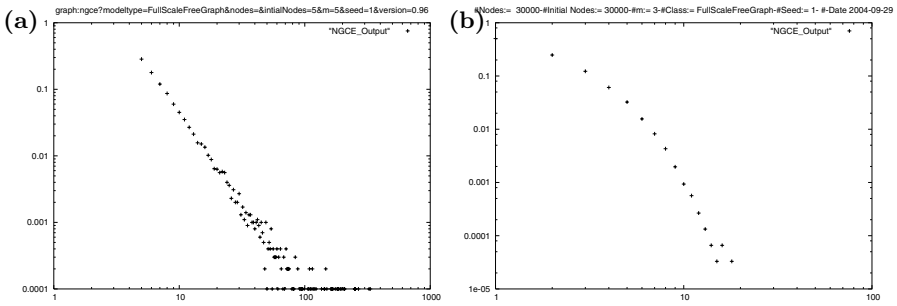 (a)
graph:ngce?modeltype=FullScaleFreeGraph&nodes=&intialNodes=5&m=5&seed=1&version=0.96
1
"NGCE_Output"
0.1
0.01
0.001
0.0001
1 10 100 1000
(b)
#Nodes:= 30000-#Initial Nodes:= 30000-#m:= 3-#Class:= FullScaleFreeGraph-#Seed:= 1- #-Date 2004-09-29
1
"NGCE_Output"
0.1
0.01
0.001
0.0001
1e-05
1 10 100